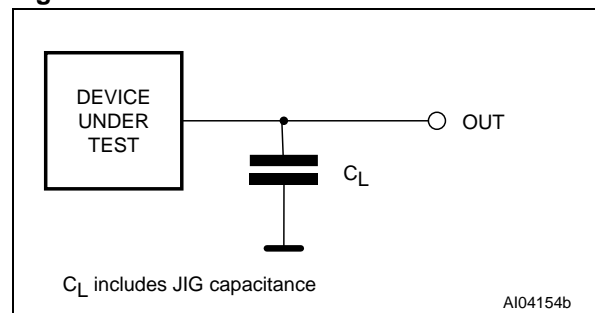 DEVICE
UNDER
TEST
OUT
CL
CL includes JIG capacitance
AI04154b